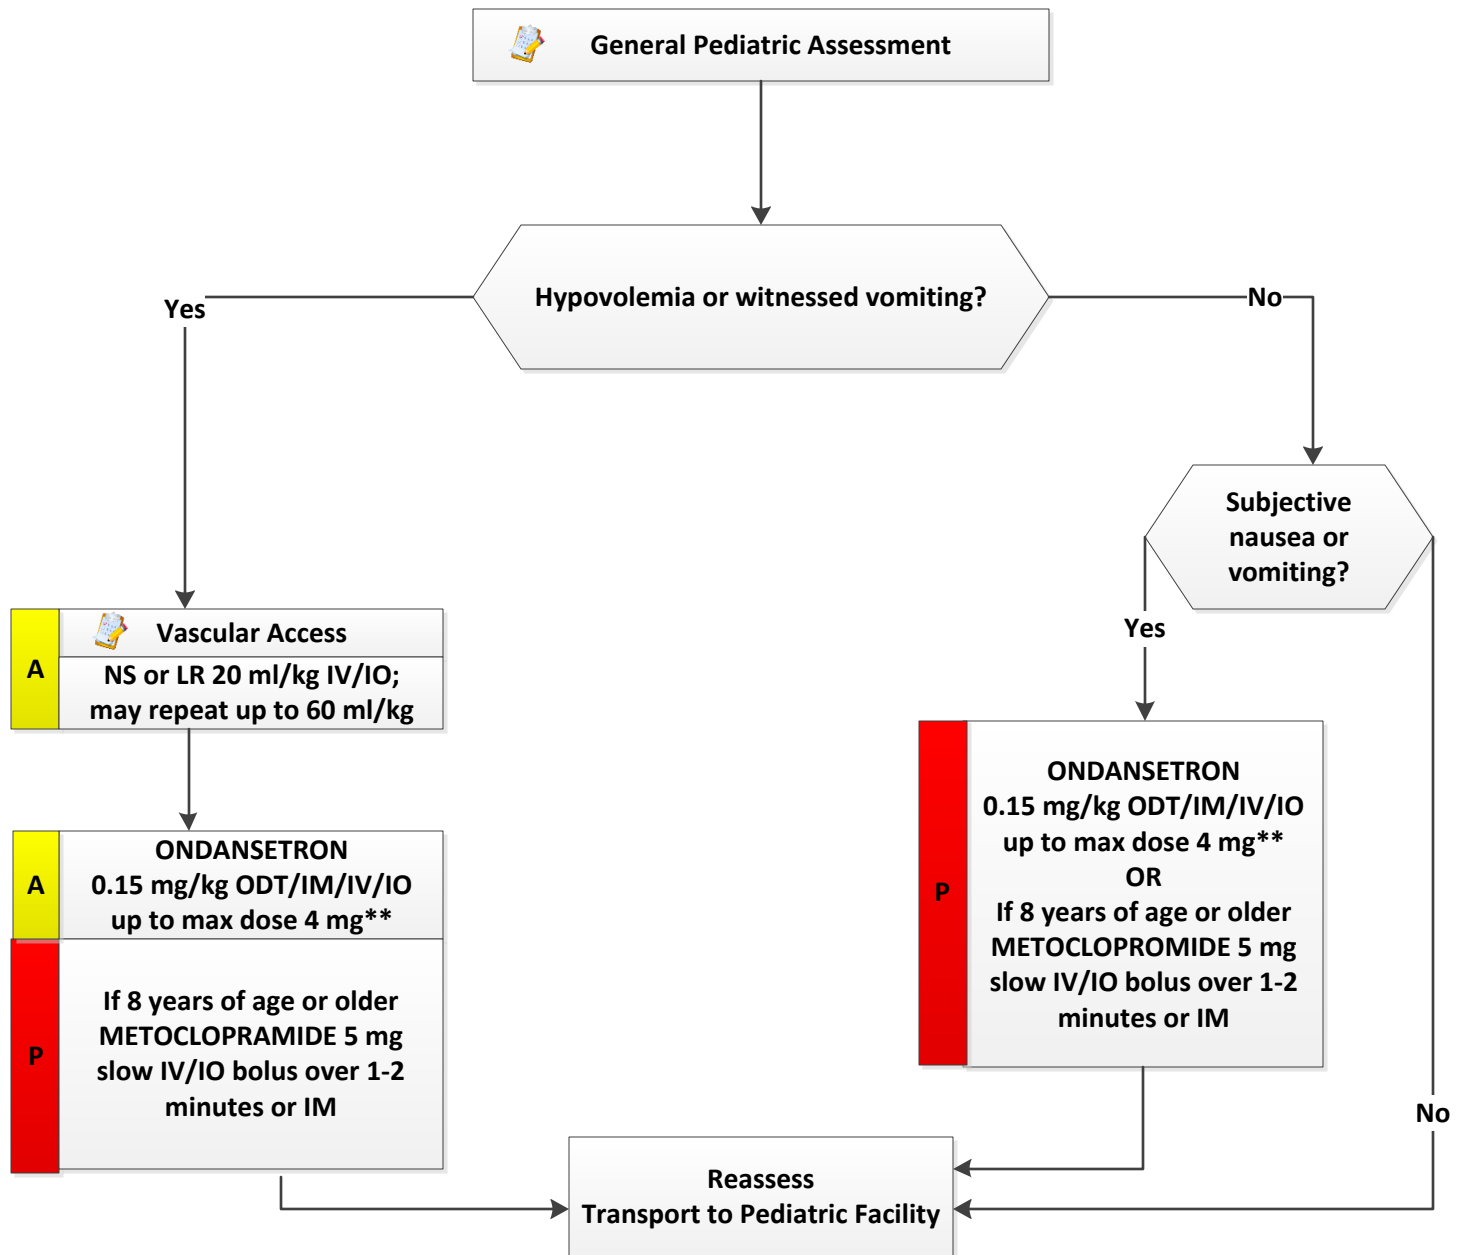 General Pediatric Assessment
Hypovolemia or witnessed vomiting?
Yes
No
Subjective
nausea or
vomiting?
Yes
No
A
Vascular Access
NS or LR 20 ml/kg IV/IO;
may repeat up to 60 ml/kg
A
ONDANSETRON
0.15 mg/kg ODT/IM/IV/IO
up to max dose 4 mg**
P
If 8 years of age or older
METOCLOPRAMIDE 5 mg
slow IV/IO bolus over 1-2
minutes or IM
P
ONDANSETRON
0.15 mg/kg ODT/IM/IV/IO
up to max dose 4 mg**
OR
If 8 years of age or older
METOCLOPROMIDE 5 mg
slow IV/IO bolus over 1-2
minutes or IM
Reassess
Transport to Pediatric Facility